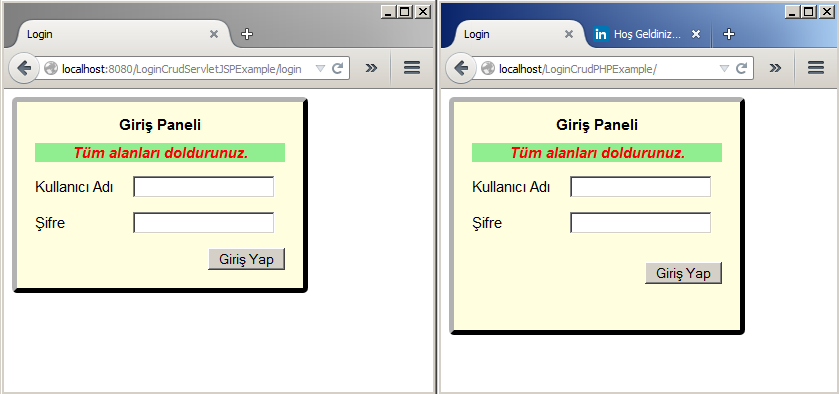 Login
localhost:8080/LoginCrudServletJSPExample/login
Giriş Paneli
Tüm alanları doldurunuz.
Kullanıcı Adı
Şifre
Giriş Yap
Login
in Hoş Geldiniz...
localhost/LoginCrudPHPExample/
Giriş Paneli
Tüm alanları doldurunuz.
Kullanıcı Adı
Şifre
Giriş Yap